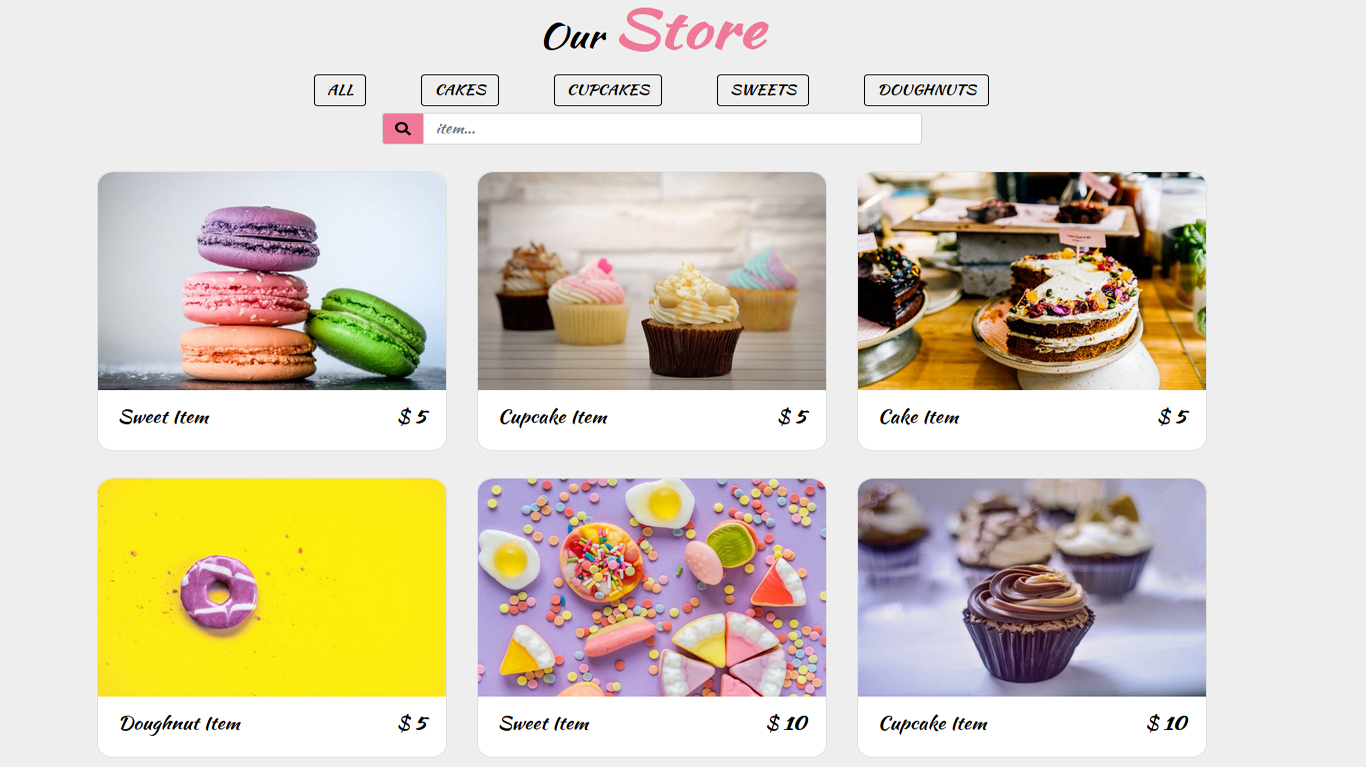 Our Store
ALL CAKES CUPCAKES SWEETS DOUGHNUTS
item...
Sweet Item $ 5
Cupcake Item $ 5
Cake Item $ 5
Doughnut Item $ 5
Sweet Item $ 10
Cupcake Item $ 10